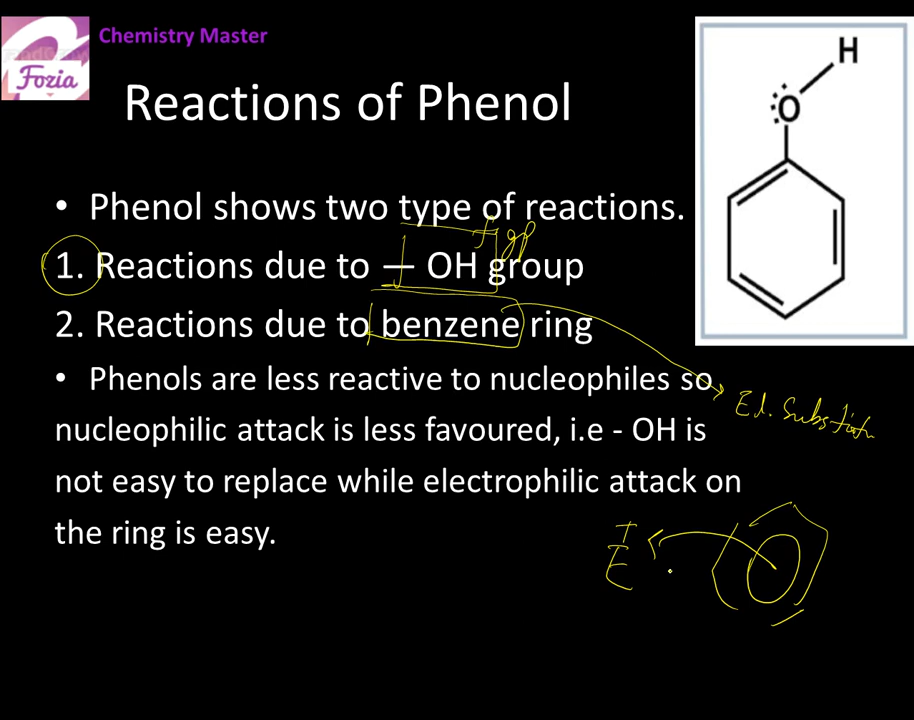 Chemistry Master
Fozia
Reactions of Phenol
H
O
• Phenol shows two type of reactions.
f gp
1. Reactions due to — OH group
2. Reactions due to benzene ring
• Phenols are less reactive to nucleophiles so
El. Substitutn
nucleophilic attack is less favoured, i.e - OH is
not easy to replace while electrophilic attack on
the ring is easy.
E